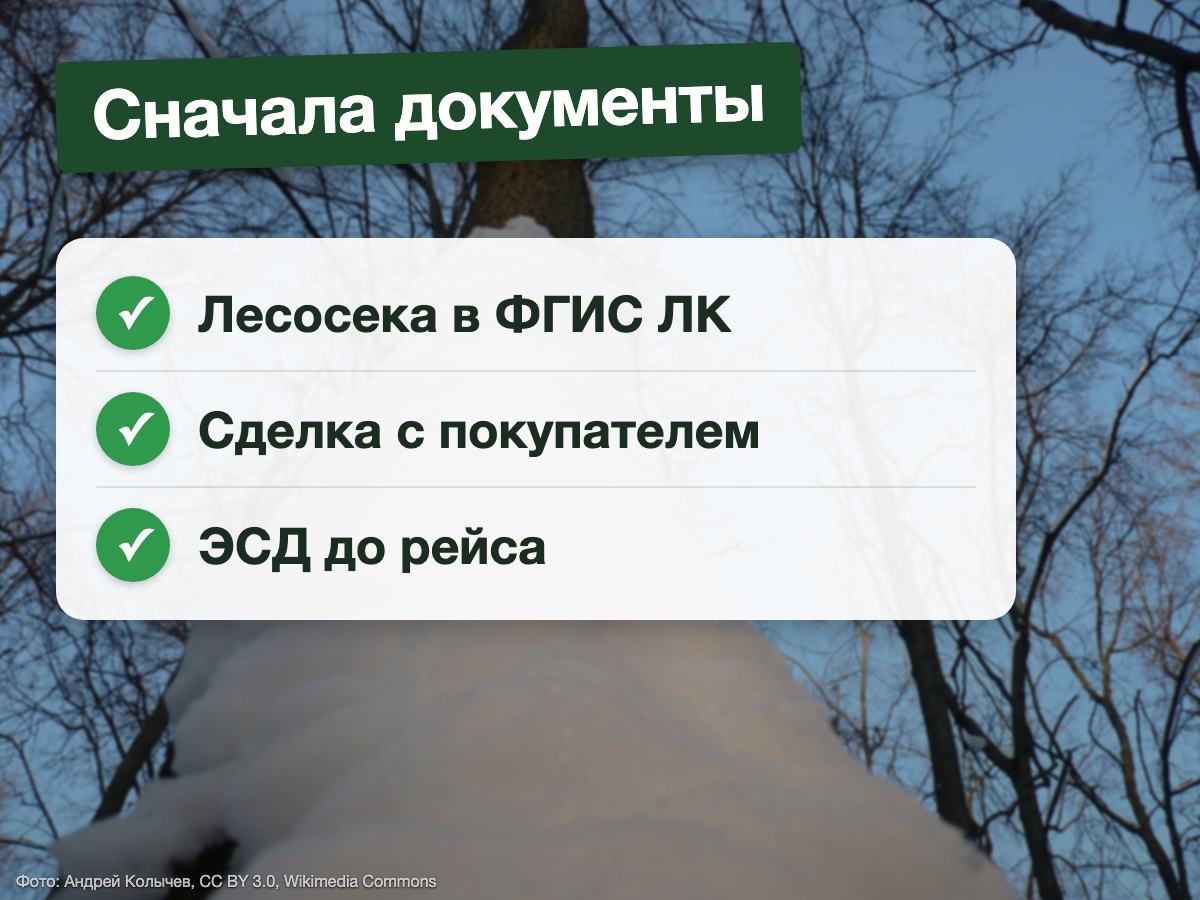 Сначала документы
Лесосека в ФГИС ЛК
Сделка с покупателем
ЭСД до рейса
Фото: Андрей Колычев, CC BY 3.0, Wikimedia Commons